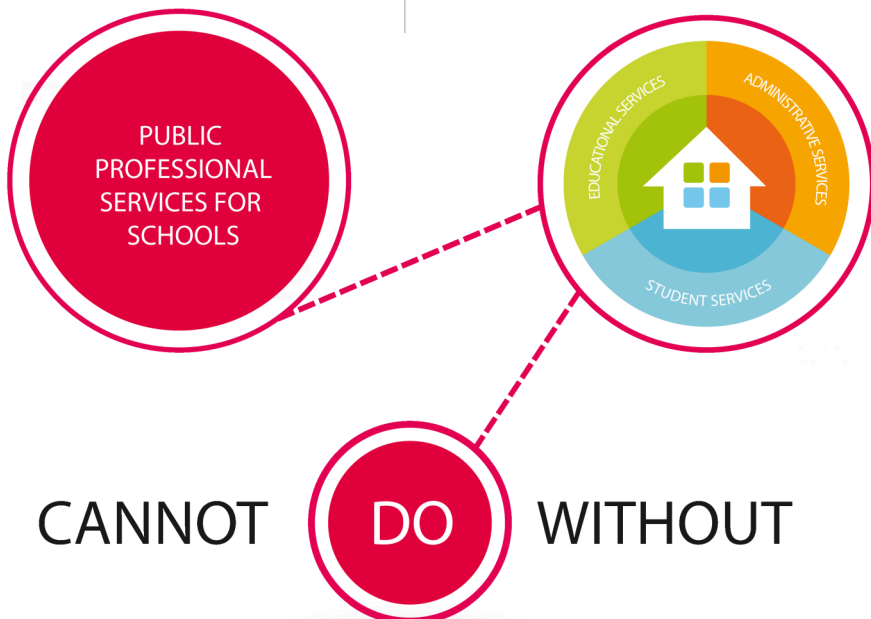 PUBLIC
PROFESSIONAL
SERVICES FOR
SCHOOLS
EDUCATIONAL SERVICES
ADMINISTRATIVE SERVICES
STUDENT SERVICES
CANNOT DO WITHOUT